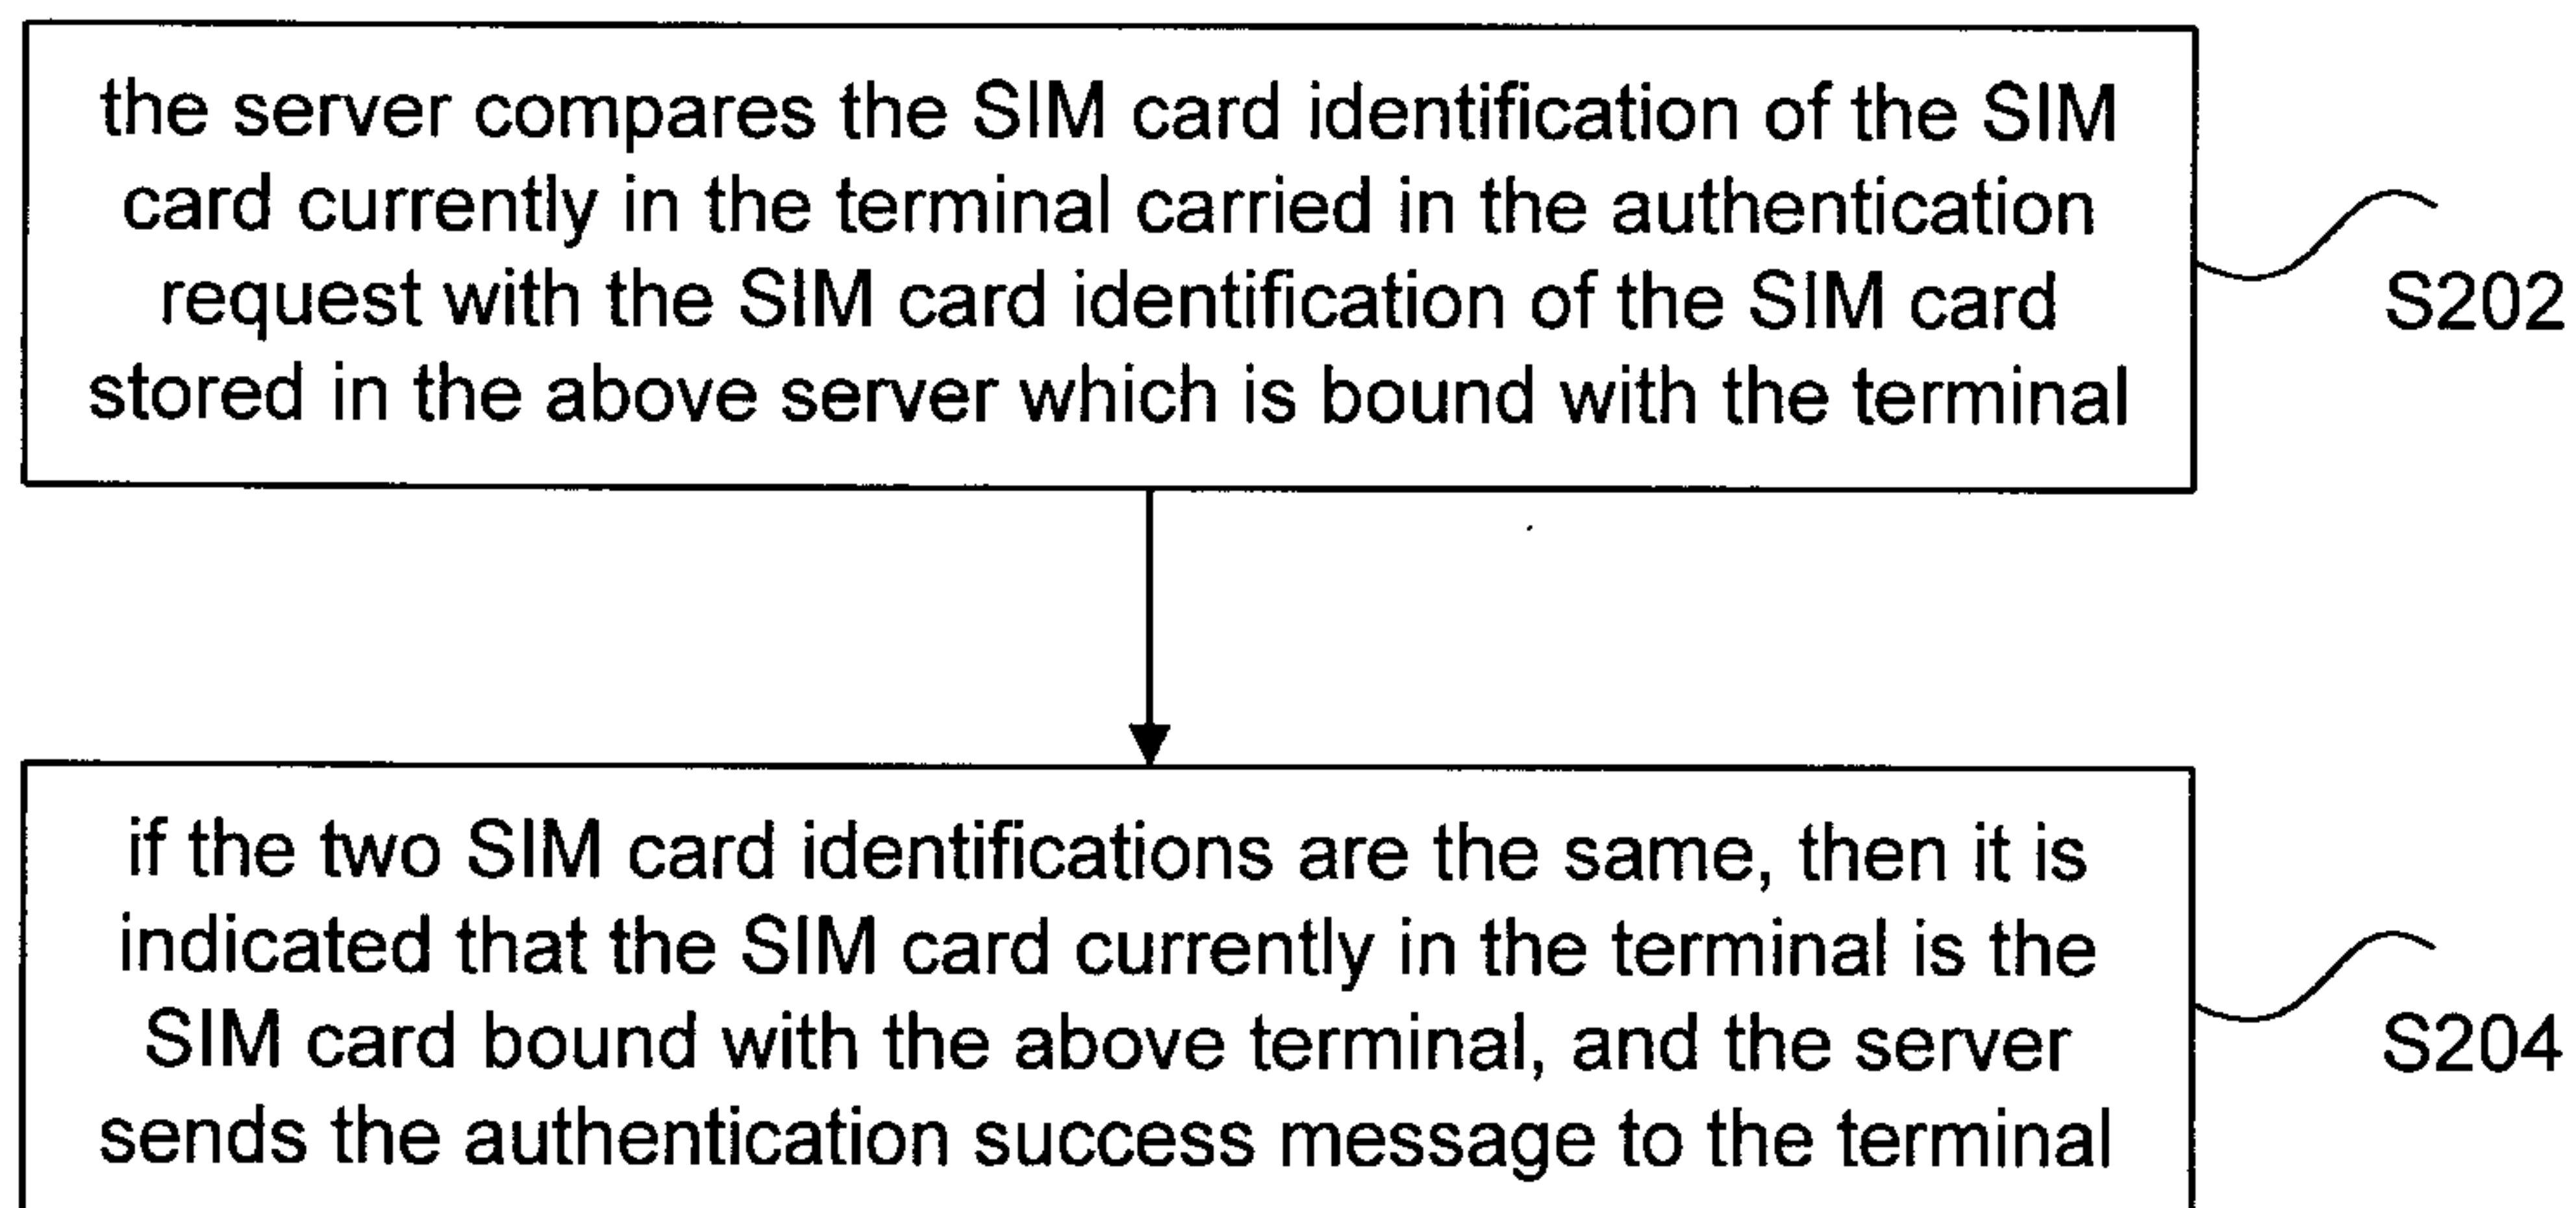 the server compares the SIM card identification of the SIM
card currently in the terminal carried in the authentication
request with the SIM card identification of the SIM card
stored in the above server which is bound with the terminal
S202
if the two SIM card identifications are the same, then it is
indicated that the SIM card currently in the terminal is the
SIM card bound with the above terminal, and the server
sends the authentication success message to the terminal
S204